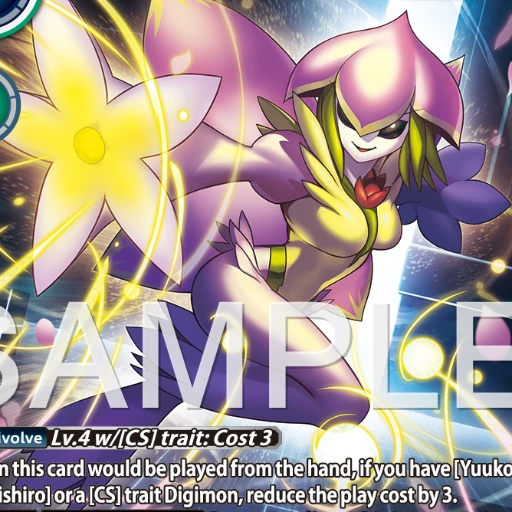 SAMPLE
ivolve Lv.4 w/[CS] trait: Cost 3
n this card would be played from the hand, if you have [Yuuko
ishiro] or a [CS] trait Digimon, reduce the play cost by 3.